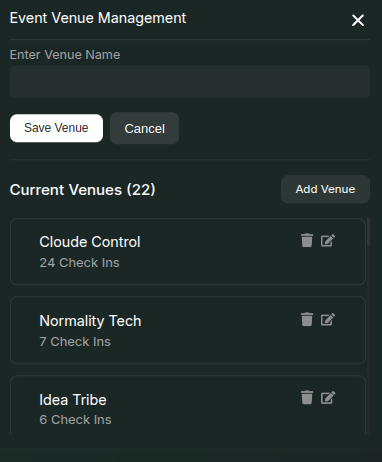 Event Venue Management
Enter Venue Name
Save Venue
Cancel
Current Venues (22)
Add Venue
Cloude Control
24 Check Ins
Normality Tech
7 Check Ins
Idea Tribe
6 Check Ins